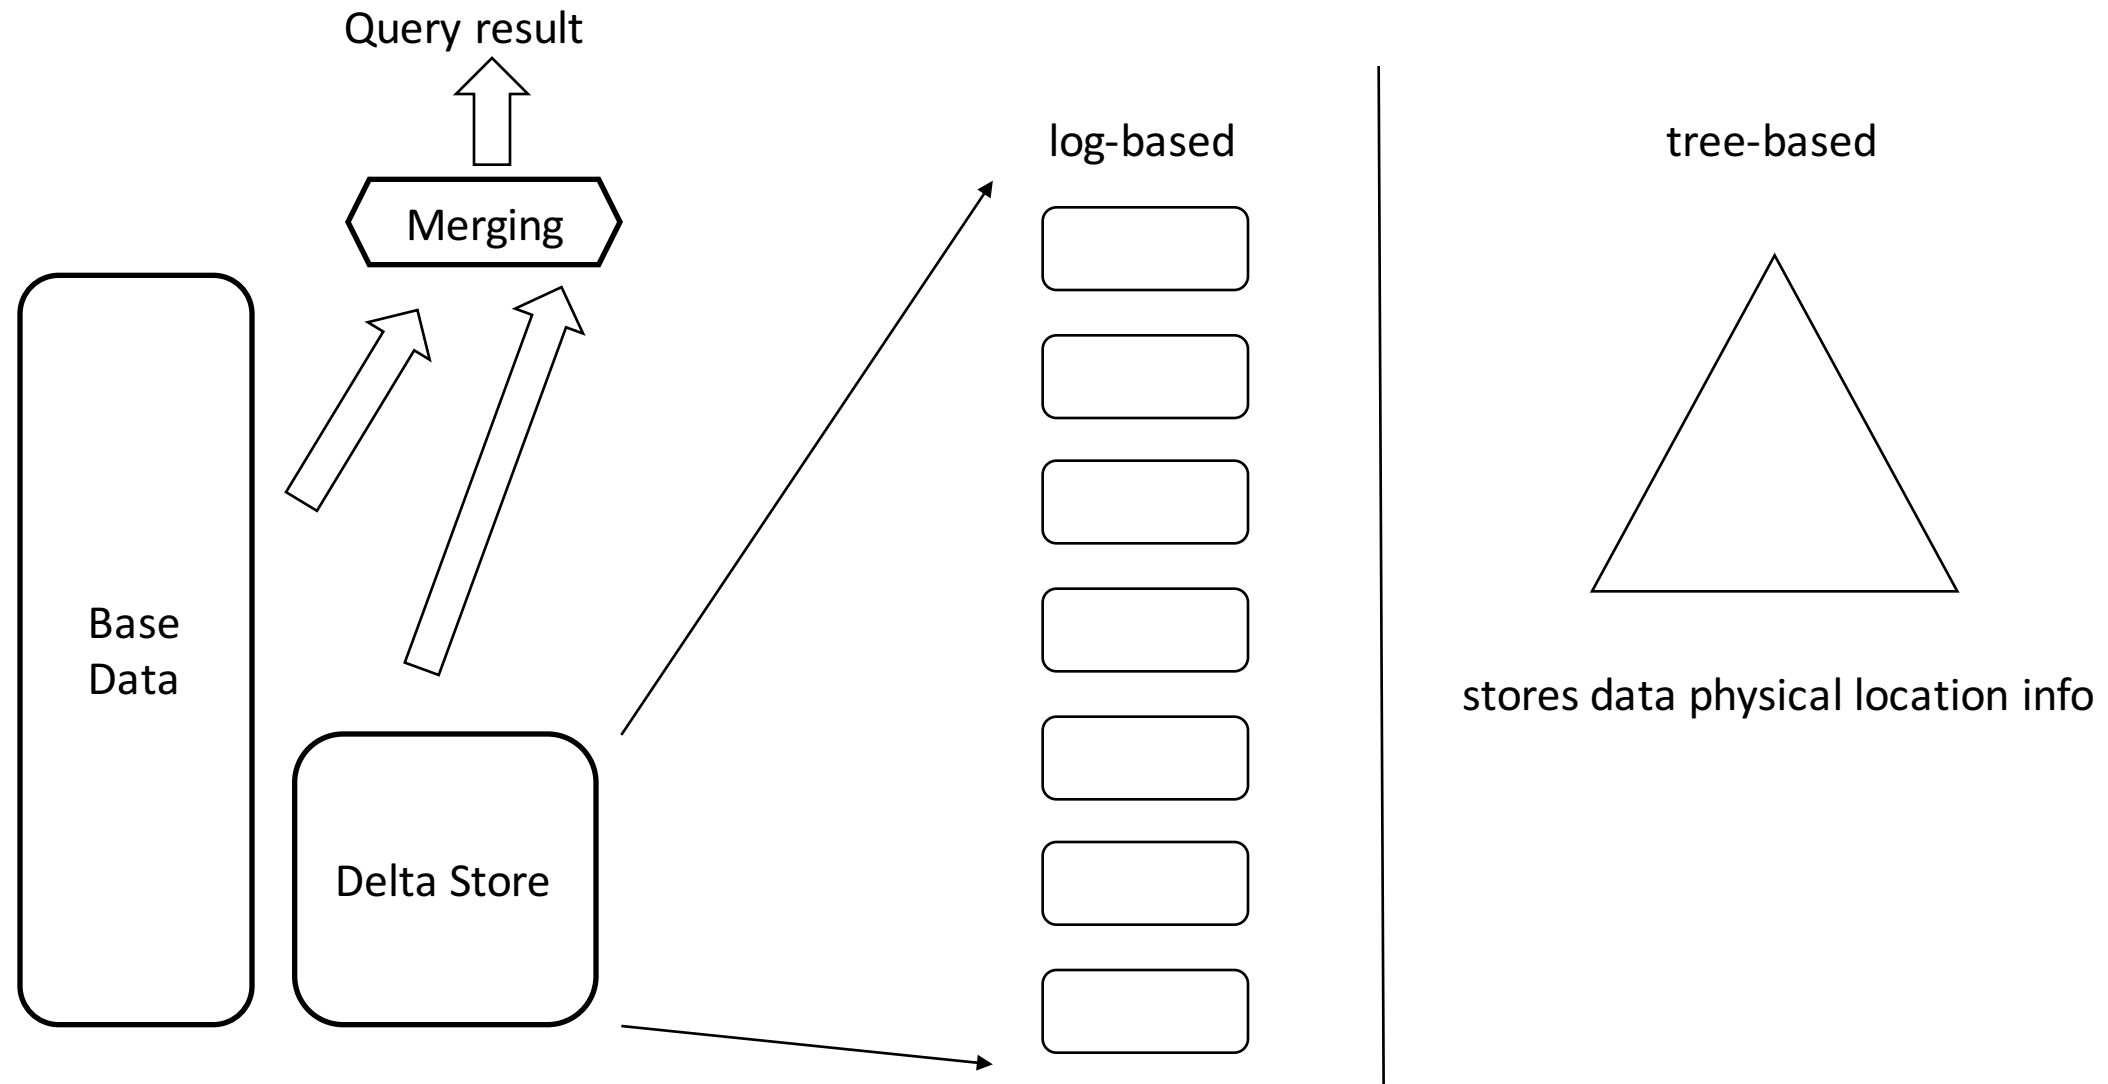 Query result
Merging
Base
Data
Delta Store
log-based
tree-based
stores data physical location info